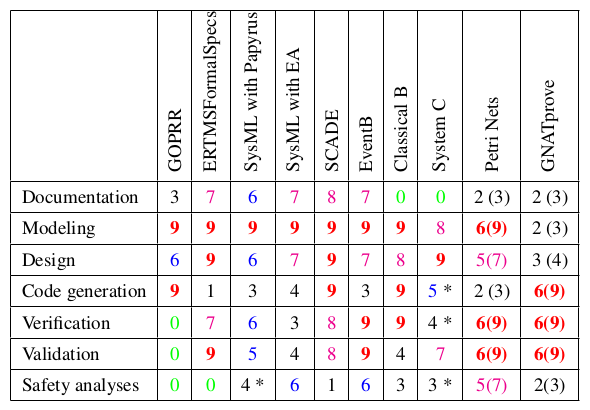 GOPRR ERTMSFormalSpecs SysML with Papyrus SysML with EA SCADE EventB Classical B System C Petri Nets GNATprove
Documentation 3 7 6 7 8 7 0 0 2 (3) 2 (3)
Modeling 9 9 9 9 9 9 9 8 6(9) 2 (3)
Design 6 9 6 7 9 7 8 9 5(7) 3 (4)
Code generation 9 1 3 4 9 3 9 5 * 2 (3) 6(9)
Verification 0 7 6 3 8 9 9 4 * 6(9) 6(9)
Validation 0 9 5 4 8 9 4 7 6(9) 6(9)
Safety analyses 0 0 4 * 6 1 6 3 3 * 5(7) 2(3)